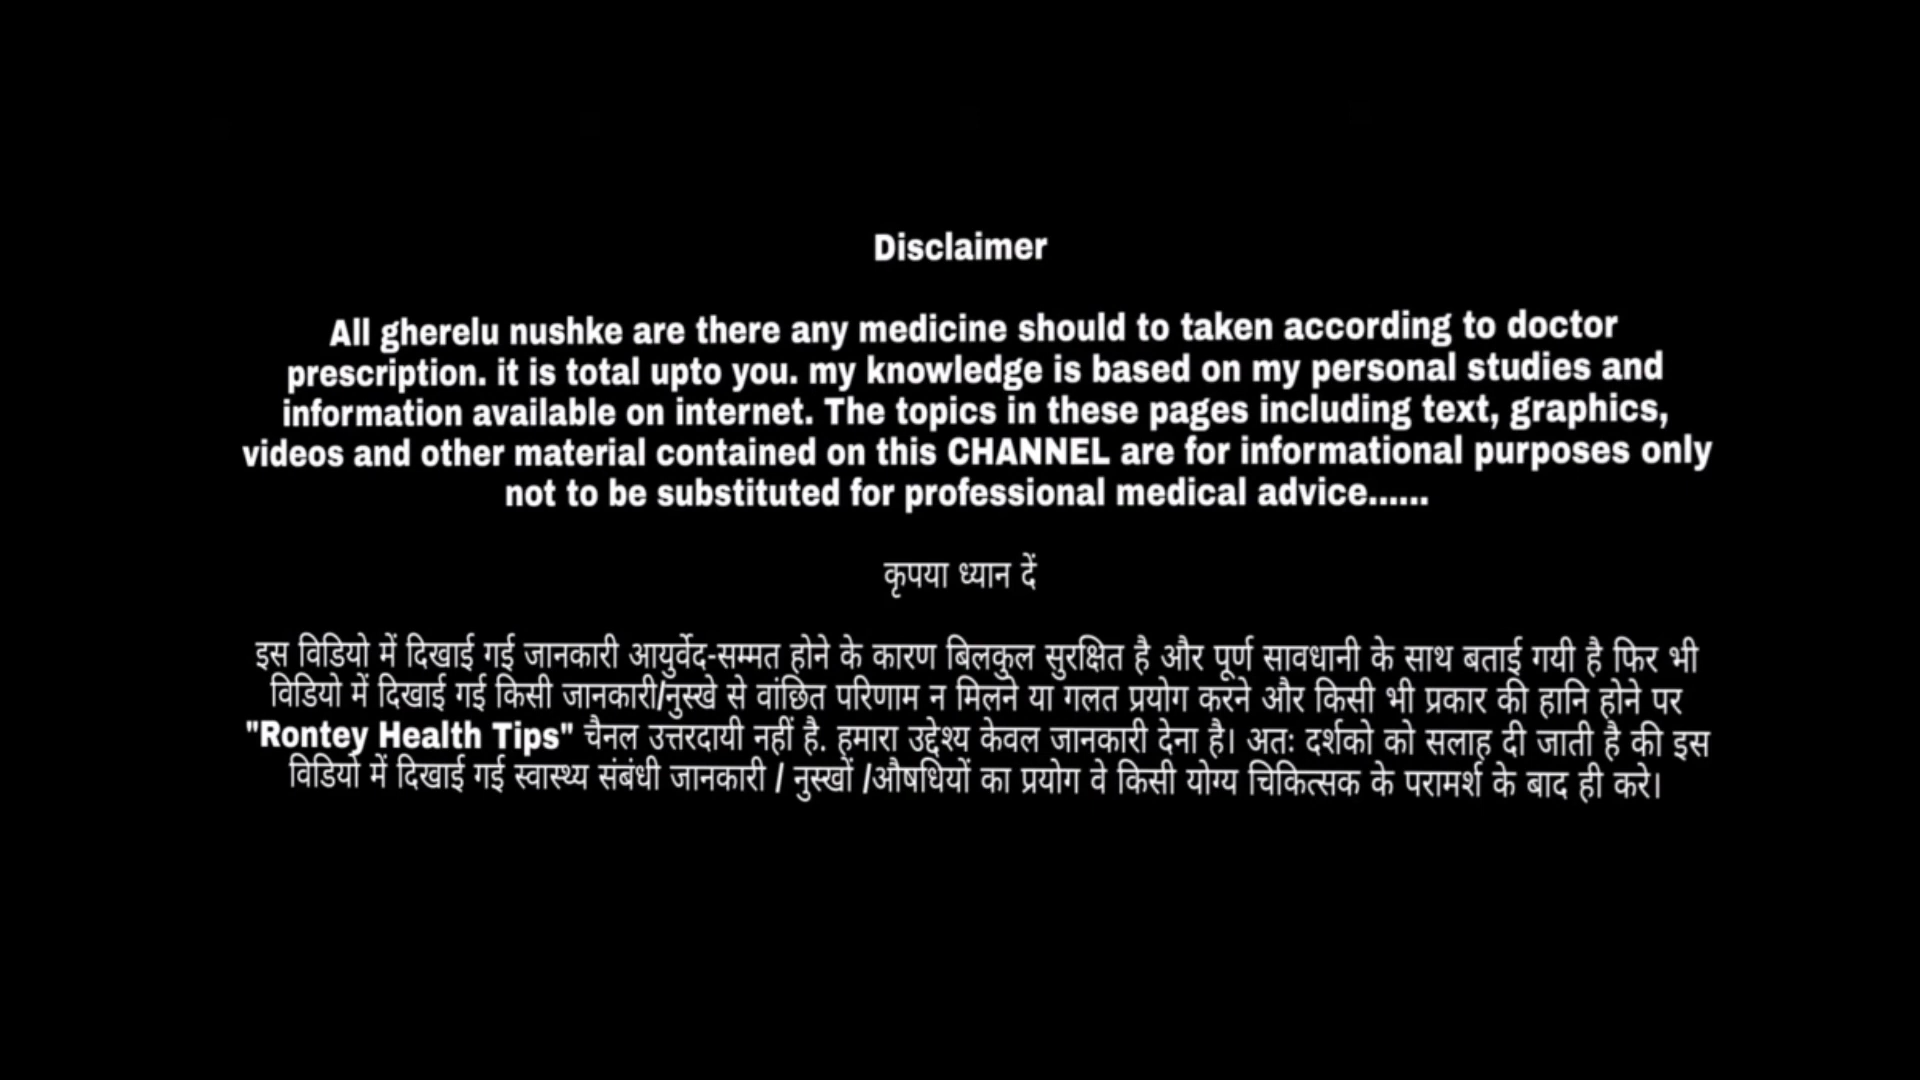 Disclaimer
All gherelu nushke are there any medicine should to taken according to doctor
prescription. it is total upto you. my knowledge is based on my personal studies and
information available on internet. The topics in these pages including text, graphics,
videos and other material contained on this CHANNEL are for informational purposes only
not to be substituted for professional medical advice......
कृपया ध्यान दें
इस विडियो में दिखाई गई जानकारी आयुर्वेद-सम्मत होने के कारण बिलकुल सुरक्षित है और पूर्ण सावधानी के साथ बताई गयी है फिर भी
विडियो में दिखाई गई किसी जानकारी/नुस्खे से वांछित परिणाम न मिलने या गलत प्रयोग करने और किसी भी प्रकार की हानि होने पर
"Rontey Health Tips" चैनल उत्तरदायी नहीं है. हमारा उद्देश्य केवल जानकारी देना है। अतः दर्शको को सलाह दी जाती है की इस
विडियो में दिखाई गई स्वास्थ्य संबंधी जानकारी / नुस्खों /औषधियों का प्रयोग वे किसी योग्य चिकित्सक के परामर्श के बाद ही करे।